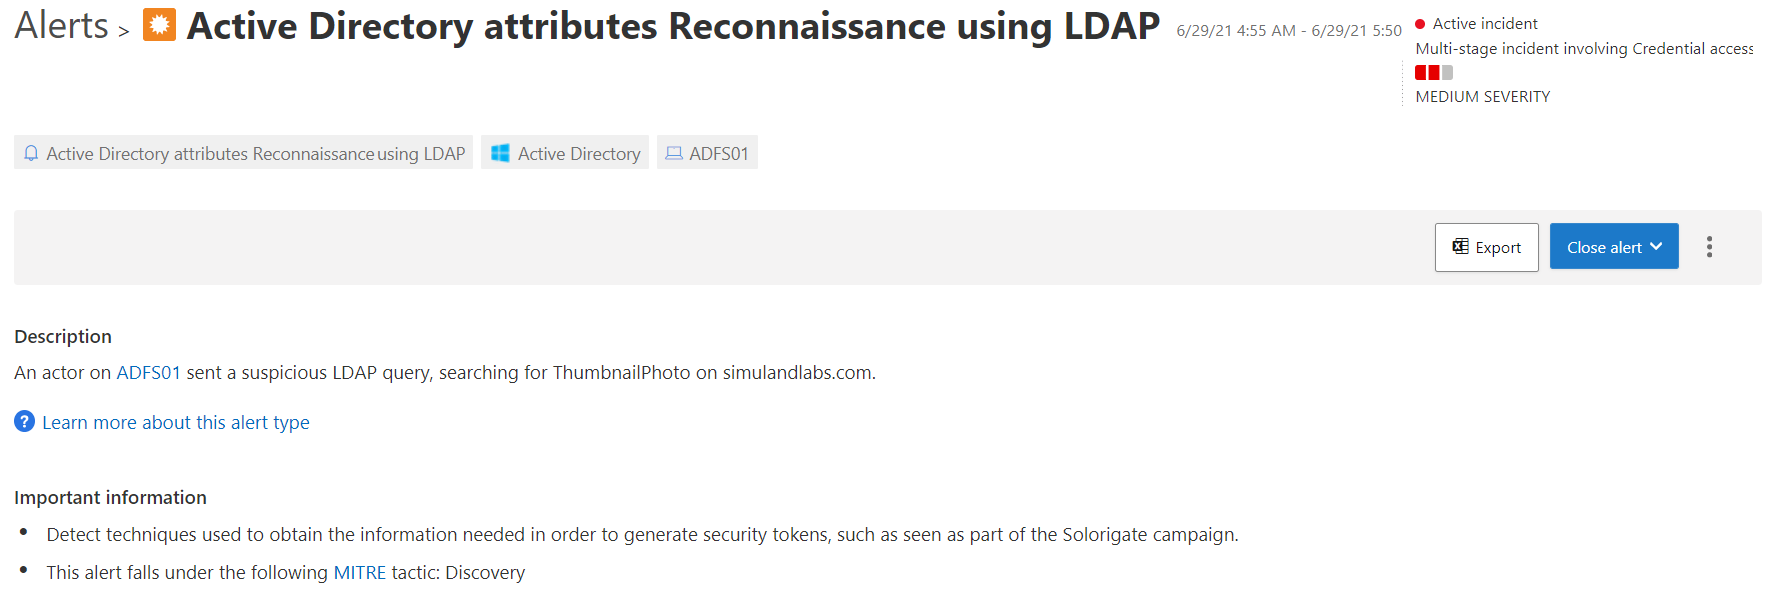 Alerts > Active Directory attributes Reconnaissance using LDAP 6/29/21 4:55 AM - 6/29/21 5:50
Active incident
Multi-stage incident involving Credential access
MEDIUM SEVERITY
Active Directory attributes Reconnaissance using LDAP Active Directory ADFS01
Export Close alert
Description
An actor on ADFS01 sent a suspicious LDAP query, searching for ThumbnailPhoto on simulandlabs.com.
? Learn more about this alert type
Important information
• Detect techniques used to obtain the information needed in order to generate security tokens, such as seen as part of the Solorigate campaign.
• This alert falls under the following MITRE tactic: Discovery